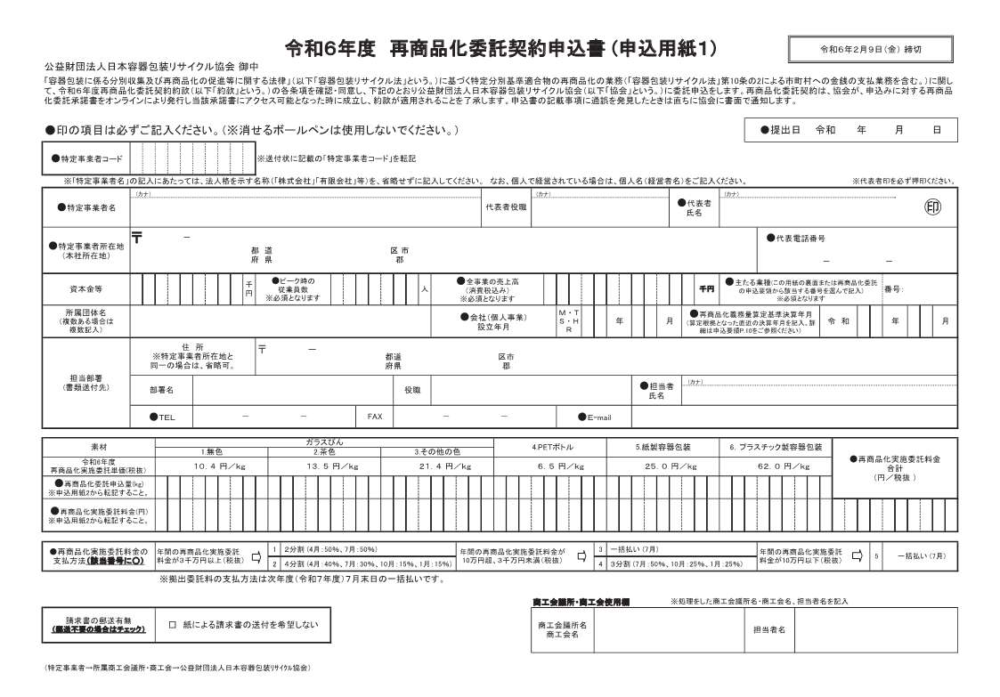 令和6年度　再商品化委託契約申込書（申込用紙1）
令和6年2月9日(金) 締切
公益財団法人日本容器包装リサイクル協会 御中
「容器包装に係る分別収集及び再商品化の促進等に関する法律」（以下「容器包装リサイクル法」という。）に基づく特定分別基準適合物の再商品化の業務（「容器包装リサイクル法」第10条の2による市町村への金銭の支払業務を含む。）に関し
て、令和6年度再商品化委託契約約款（以下「約款」という。）の各条項を確認・同意し、下記のとおり公益財団法人日本容器包装リサイクル協会（以下「協会」という。）に委託申込をします。再商品化委託契約は、協会が、申込みに対する再商品
化委託承諾書をオンラインにより発行し当該承諾書にアクセス可能となった時に成立し、約款が適用されることを了承します。申込書の記載事項に過誤を発見したときは直ちに協会に書面で通知します。
●印の項目は必ずご記入ください。（※消せるボールペンは使用しないでください。）
●提出日　令和　年　月　日
●特定事業者コード
※送付状に記載の「特定事業者コード」を転記
※「特定事業者名」の記入にあたっては、法人格を示す名称（「株式会社」「有限会社」等）を、省略せずに記入してください。 なお、個人で経営されている場合は、個人名（経営者名）をご記入ください。
※代表者印を必ず押印ください。
●特定事業者名
（カナ）
代表者役職
（カナ）
●代表者
氏名
（カナ）
㊞
●特定事業者所在地
（本社所在地）
〒　－
都 道
府 県
区 市
郡
●代表電話番号
－　－
資本金等
千
円
●ピーク時の
従業員数
※必須となります
人
●全事業の売上高
（消費税込み）
※必須となります
千円
●主たる業種（この用紙の裏面または再商品化委託
の申込要領から該当する番号を選んで記入）
※必須となります
番号：
所属団体名
（複数ある場合は
複数記入）
●会社（個人事業）
設立年月
M・T
S・H
R
年　月
●再商品化義務量算定基準決算年月
（算定根拠となった直近の決算年月を記入、詳
細は申込要領P.10をご参照ください）
令 和　年　月
担当部署
（書類送付先）
住 所
※特定事業者所在地と
同一の場合は、省略可。
〒　－
都道
府県
区市
郡
部署名
役職
●担当者
氏名
（カナ）
●TEL
－　－
FAX
－　－
●E-mail
素材
ガラスびん
1.無色
2.茶色
3.その他の色
4.PETボトル
5.紙製容器包装
6. プラスチック製容器包装
●再商品化実施委託料金
合計
（円／税抜 ）
令和6年度
再商品化実施委託単価(税抜)
10.4 円／kg
13.5 円／kg
21.4 円／kg
6.5 円／kg
25.0 円／kg
62.0 円／kg
●再商品化委託申込量(kg)
※申込用紙2から転記すること。
●再商品化実施委託料金(円)
※申込用紙2から転記すること。
●再商品化実施委託料金の
支払方法(該当番号に○)
年間の再商品化実施委託
料金が3千万円以上(税抜)
⇨
1　2分割（4月：50%、7月：50%）
2　4分割（4月：40%、7月：30%、10月：15%、1月：15%）
年間の再商品化実施委託料金が
10万円超、3千万円未満(税抜)
⇨
3　一括払い（7月）
4　3分割（7月：50%、10月：25%、1月：25%）
年間の再商品化実施委託
料金が10万円以下(税抜)
⇨
5　一括払い（7月）
※拠出委託料の支払方法は次年度（令和7年度）7月末日の一括払いです。
請求書の郵送有無
（郵送不要の場合はチェック）
□ 紙による請求書の送付を希望しない
商工会議所・商工会使用欄
※処理をした商工会議所名・商工会名、担当者名を記入
商工会議所名
商工会名
担当者名
（特定事業者→所属商工会議所・商工会→公益財団法人日本容器包装リサイクル協会）